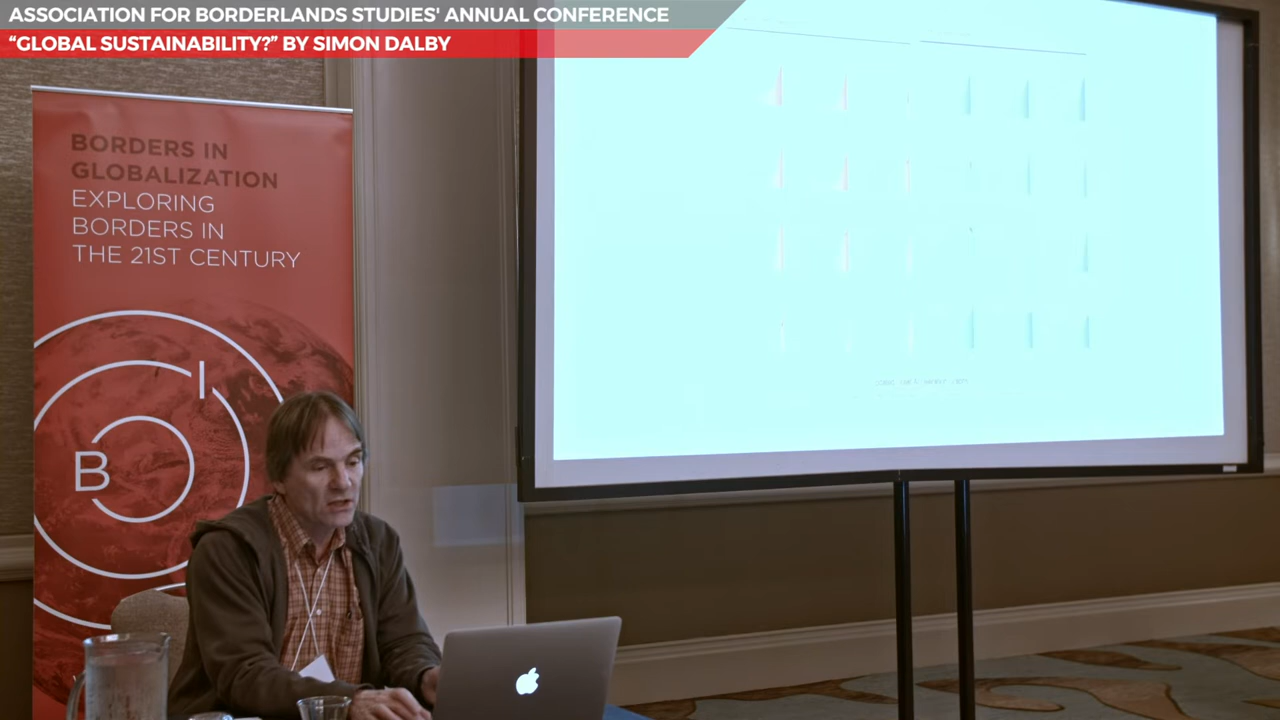 ASSOCIATION FOR BORDERLANDS STUDIES' ANNUAL CONFERENCE
“GLOBAL SUSTAINABILITY?” BY SIMON DALBY
BORDERS IN
GLOBALIZATION
EXPLORING
BORDERS IN
THE 21ST CENTURY
I
B